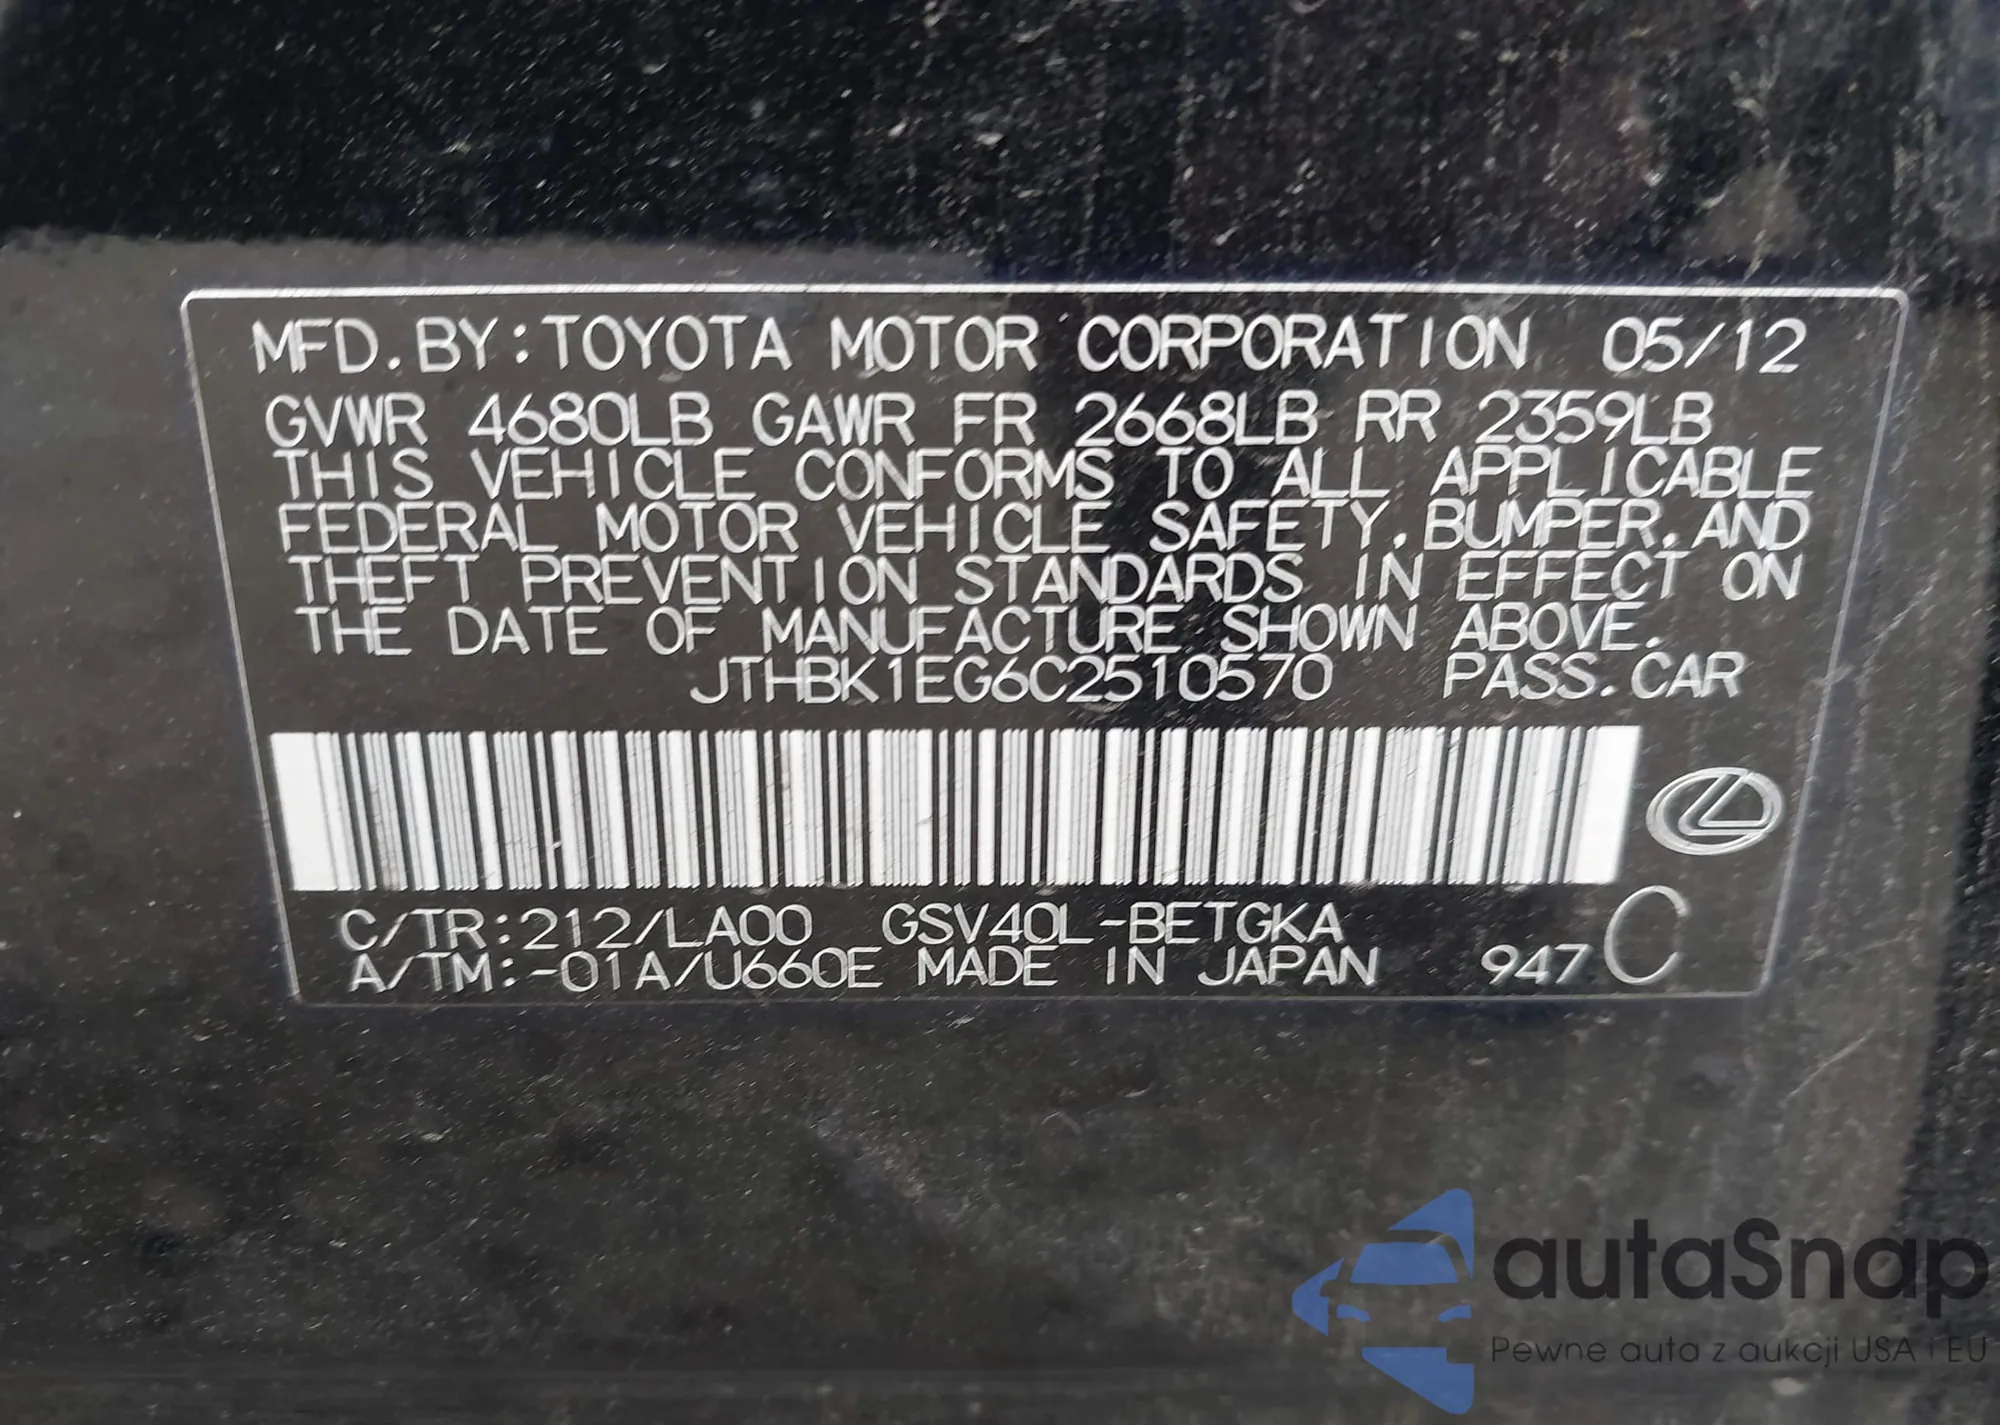 MFD.BY:TOYOTA MOTOR CORPORATION 05/12
GVWR 4680LB GAWR FR 2668LB RR 2359LB
THIS VEHICLE CONFORMS TO ALL APPLICABLE
FEDERAL MOTOR VEHICLE SAFETY,BUMPER,AND
THEFT PREVENTION STANDARDS IN EFFECT ON
THE DATE OF MANUFACTURE SHOWN ABOVE.
JTHBK1EG6C2510570 PASS.CAR
C/TR:212/LA00 GSV40L-BETGKA
A/TM:-01A/U660E MADE IN JAPAN 947 C
autaSnap
Pewne auta z aukcji USA i EU